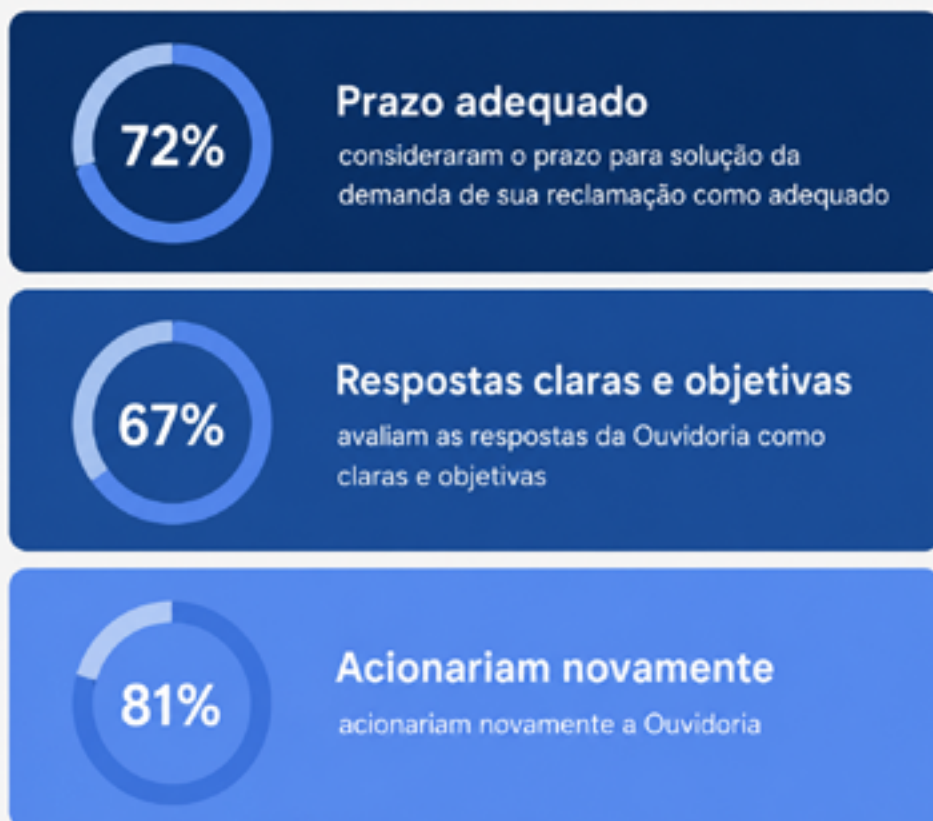 72%
Prazo adequado
consideraram o prazo para solução da
demanda de sua reclamação como adequado
67%
Respostas claras e objetivas
avaliam as respostas da Ouvidoria como
claras e objetivas
81%
Acionariam novamente
acionariam novamente a Ouvidoria